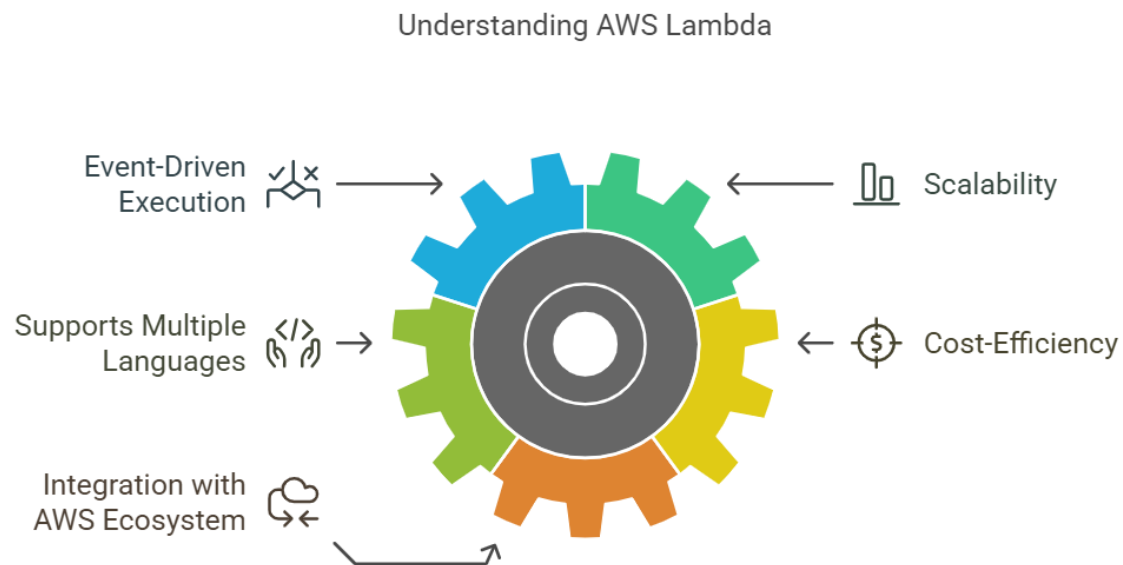 Understanding AWS Lambda
Event-Driven
Execution
Scalability
Supports Multiple
Languages
Cost-Efficiency
Integration with
AWS Ecosystem